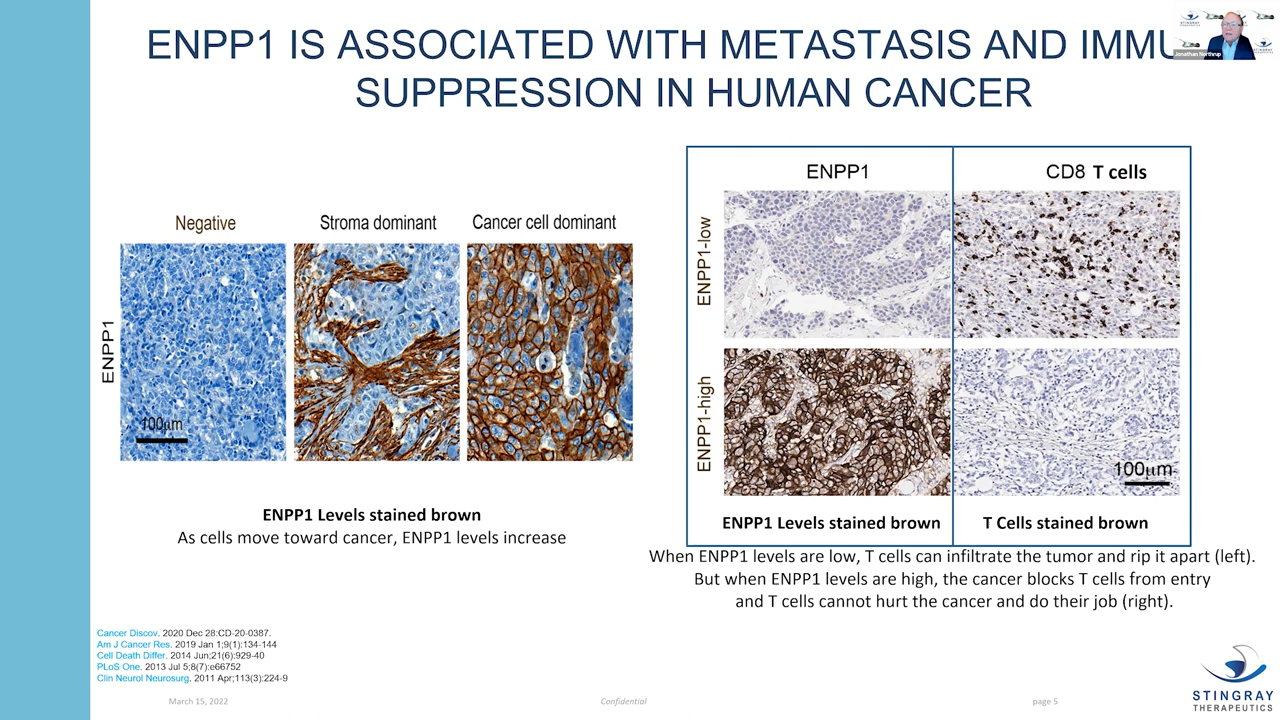 ENPP1 IS ASSOCIATED WITH METASTASIS AND IMMU
SUPPRESSION IN HUMAN CANCER
STINGRAY
Jonathan Northrup
Negative
Stroma dominant
Cancer cell dominant
ENPP1
100µm
ENPP1 Levels stained brown
As cells move toward cancer, ENPP1 levels increase
ENPP1
CD8 T cells
ENPP1-low
ENPP1-high
100µm
ENPP1 Levels stained brown
T Cells stained brown
When ENPP1 levels are low, T cells can infiltrate the tumor and rip it apart (left).
But when ENPP1 levels are high, the cancer blocks T cells from entry
and T cells cannot hurt the cancer and do their job (right).
Cancer Discov. 2020 Dec 28:CD-20-0387.
Am J Cancer Res. 2019 Jan 1;9(1):134-144
Cell Death Differ. 2014 Jun;21(6):929-40
PLoS One. 2013 Jul 5;8(7):e66752
Clin Neurol Neurosurg. 2011 Apr;113(3):224-9
March 15, 2022
Confidential
page 5
STINGRAY
THERAPEUTICS